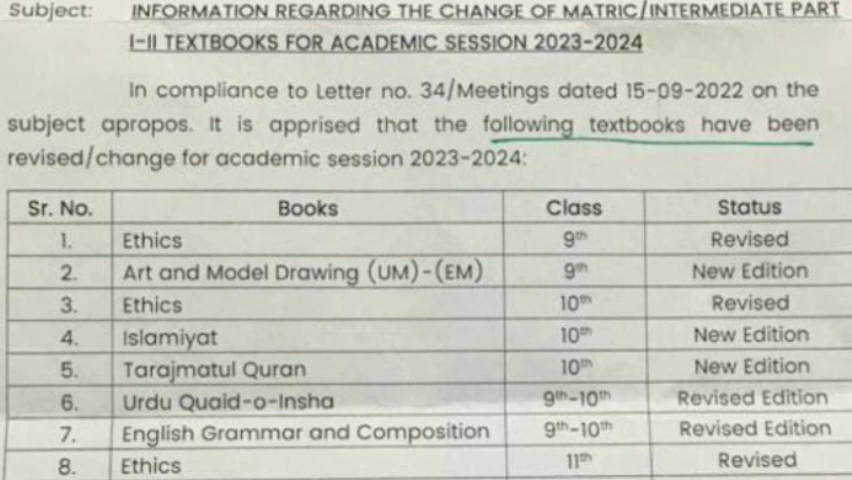 Subject: INFORMATION REGARDING THE CHANGE OF MATRIC/INTERMEDIATE PART
I-II TEXTBOOKS FOR ACADEMIC SESSION 2023-2024
In compliance to Letter no. 34/Meetings dated 15-09-2022 on the
subject apropos. It is apprised that the following textbooks have been
revised/change for academic session 2023-2024:
Sr. No. Books Class Status
1. Ethics 9th Revised
2. Art and Model Drawing (UM)-(EM) 9th New Edition
3. Ethics 10th Revised
4. Islamiyat 10th New Edition
5. Tarajmatul Quran 10th New Edition
6. Urdu Quaid-o-Insha 9th-10th Revised Edition
7. English Grammar and Composition 9th-10th Revised Edition
8. Ethics 11th Revised